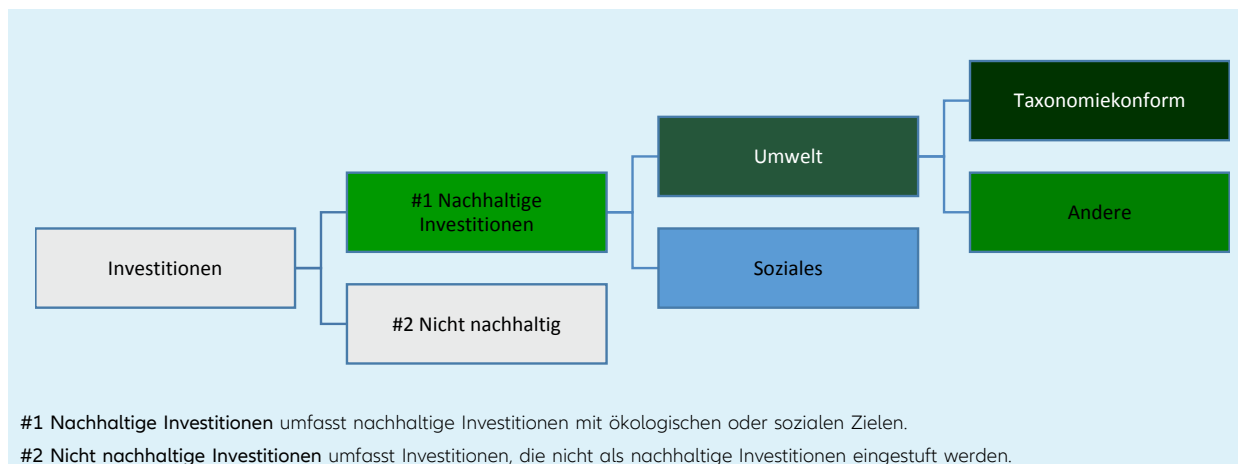 Taxonomiekonform
Umwelt
#1 Nachhaltige
Investitionen
Andere
Investitionen
Soziales
#2 Nicht nachhaltig
#1 Nachhaltige Investitionen umfasst nachhaltige Investitionen mit ökologischen oder sozialen Zielen.
#2 Nicht nachhaltige Investitionen umfasst Investitionen, die nicht als nachhaltige Investitionen eingestuft werden.